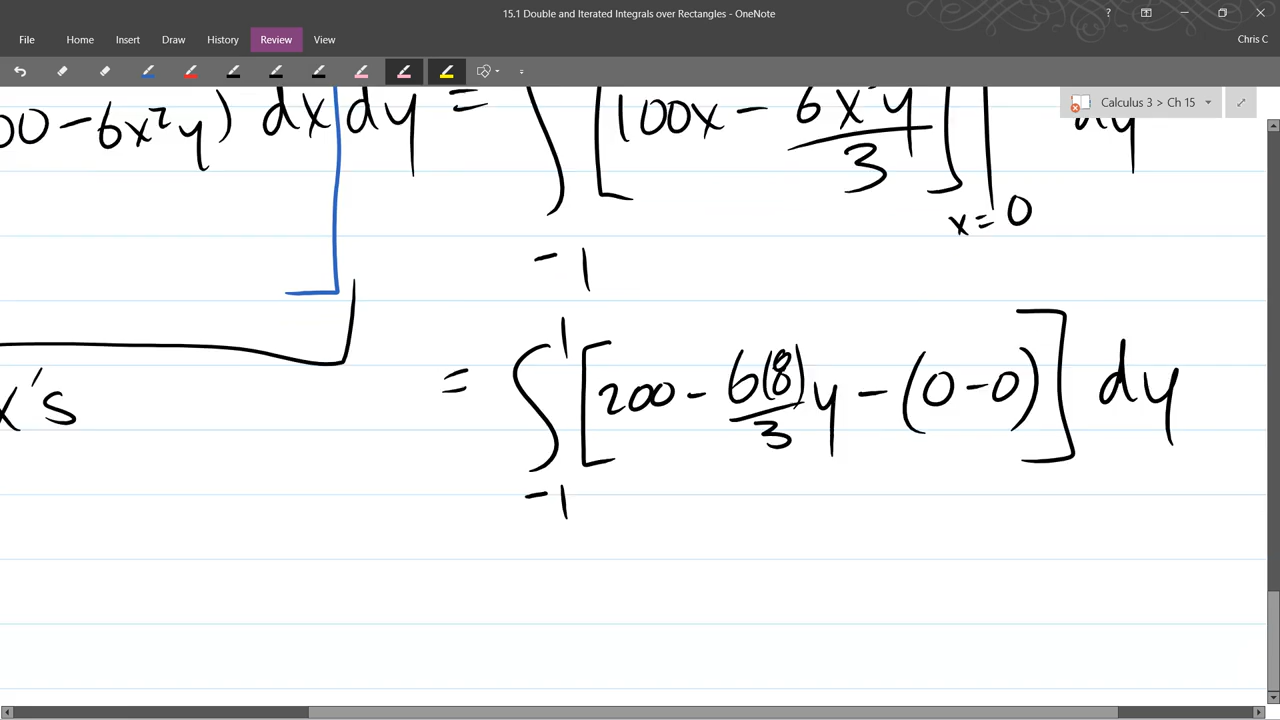 15.1 Double and Iterated Integrals over Rectangles - OneNote
File Home Insert Draw History Review View Chris C
Calculus 3 > Ch 15
00 - 6x²y) dx dy = ∫ [100x - 6x³y/3] | dy
x = 0
-1
= ∫ 1 [200 - 6(8)/3 y - (0 - 0)] dy
x's
-1